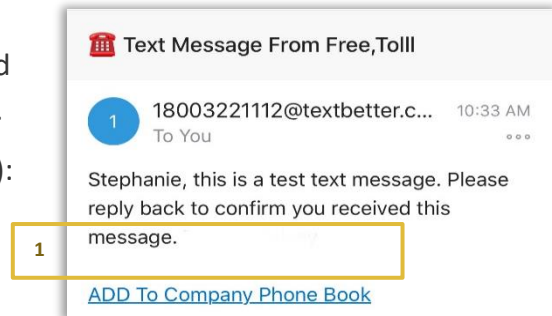 ☎ Text Message From Free,Tolll
d
1 18003221112@textbetter.c... 10:33 AM
To You
):
Stephanie, this is a test text message. Please
reply back to confirm you received this
message.
1
ADD To Company Phone Book